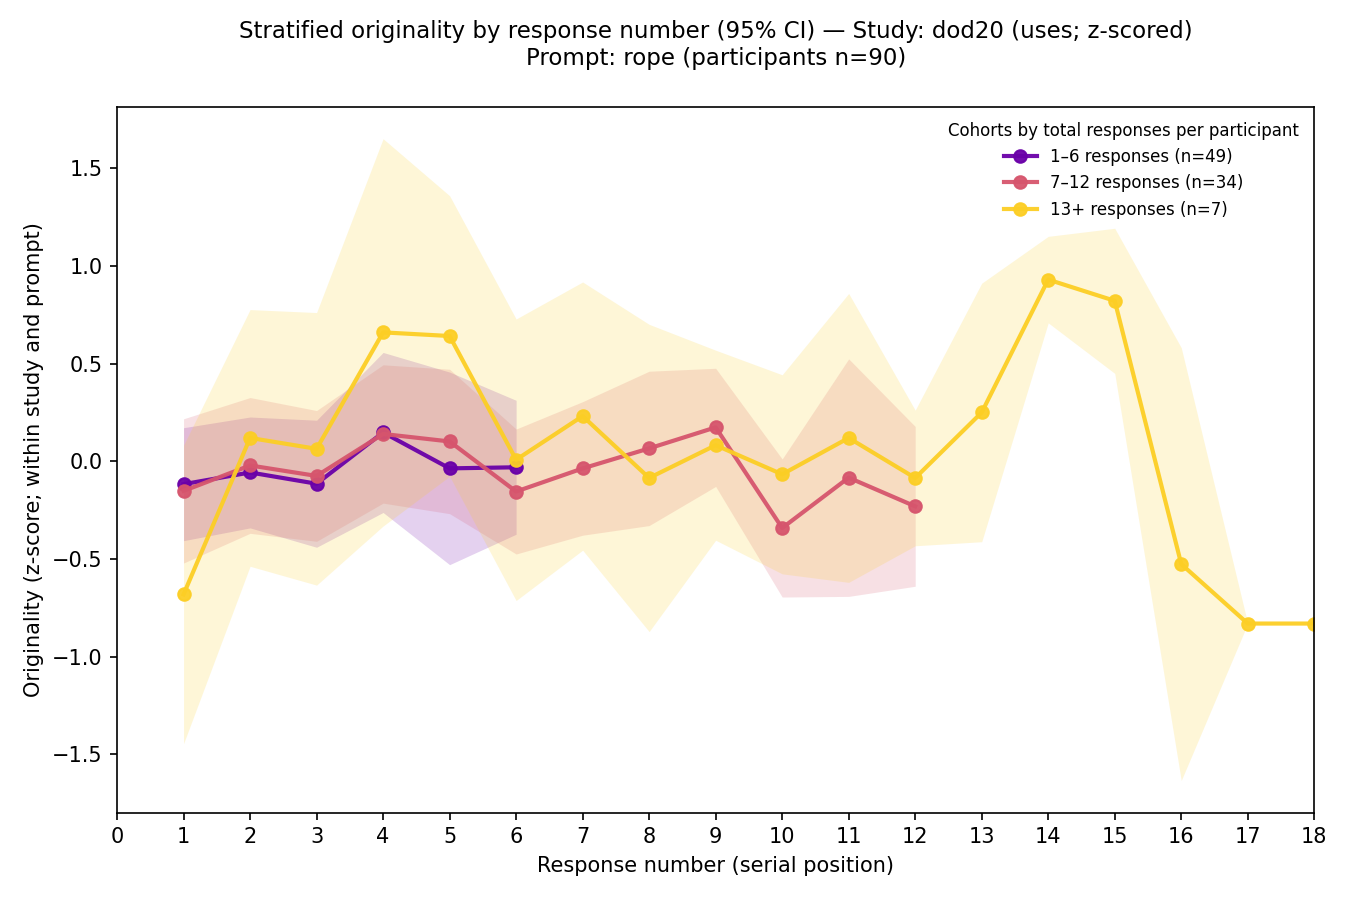 Stratified originality by response number (95% CI) — Study: dod20 (uses; z-scored)
Prompt: rope (participants n=90)
Cohorts by total responses per participant
1–6 responses (n=49)
7–12 responses (n=34)
13+ responses (n=7)
Originality (z-score; within study and prompt)
1.5
1.0
0.5
0.0
−0.5
−1.0
−1.5
0 1 2 3 4 5 6 7 8 9 10 11 12 13 14 15 16 17 18
Response number (serial position)